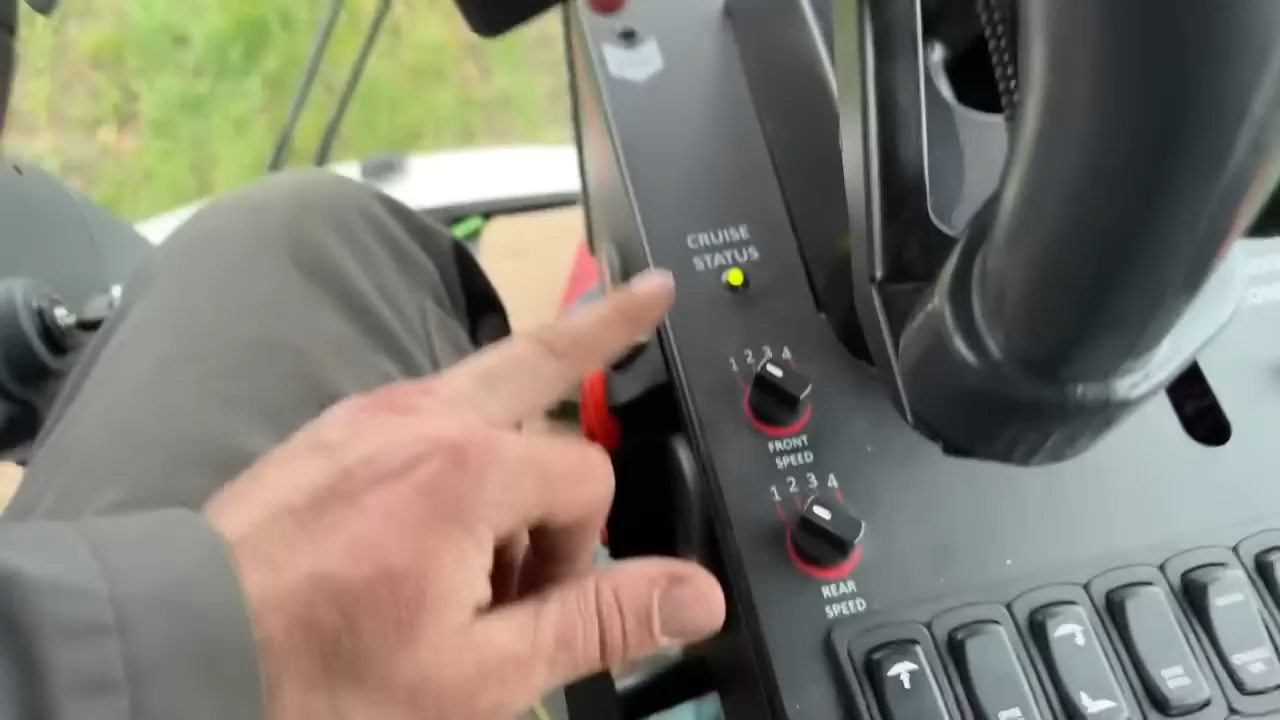 CRUISE
STATUS
1 2 3 4
FRONT
SPEED
1 2 3 4
REAR
SPEED